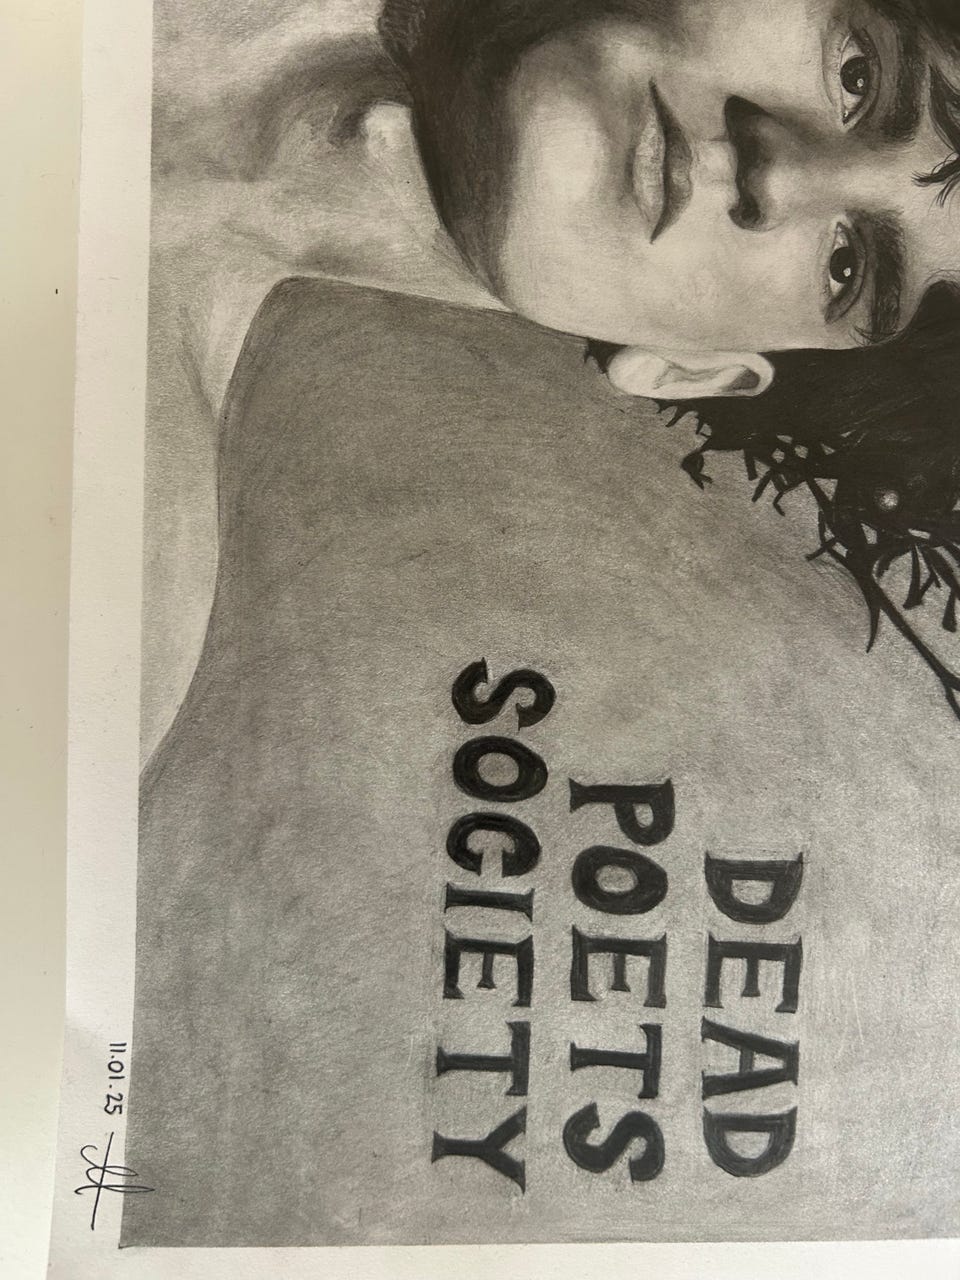 DEAD
POETS
SOCIETY
11.01.25